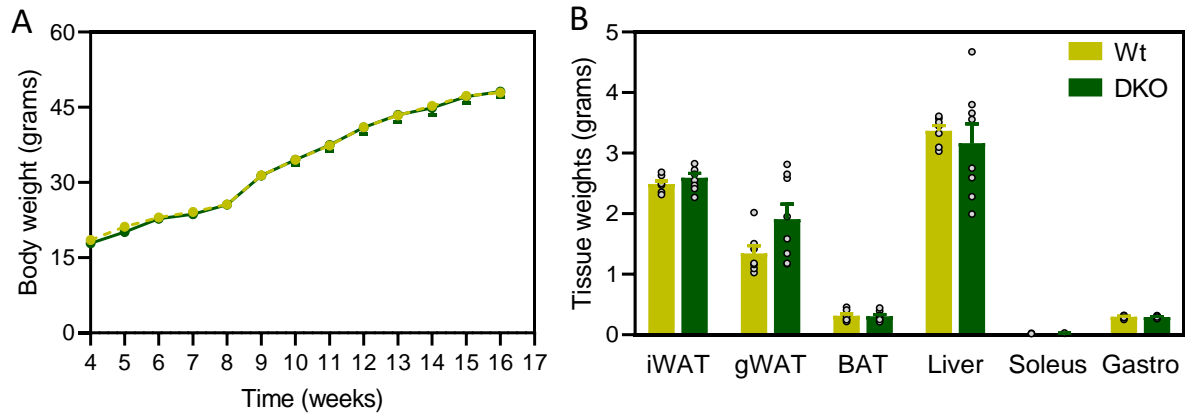 A
Body weight (grams)
60
45
30
15
0
4 5 6 7 8 9 10 11 12 13 14 15 16 17
Time (weeks)
B
Tissue weights (grams)
5
4
3
2
1
0
Wt
DKO
iWAT gWAT BAT Liver Soleus Gastro